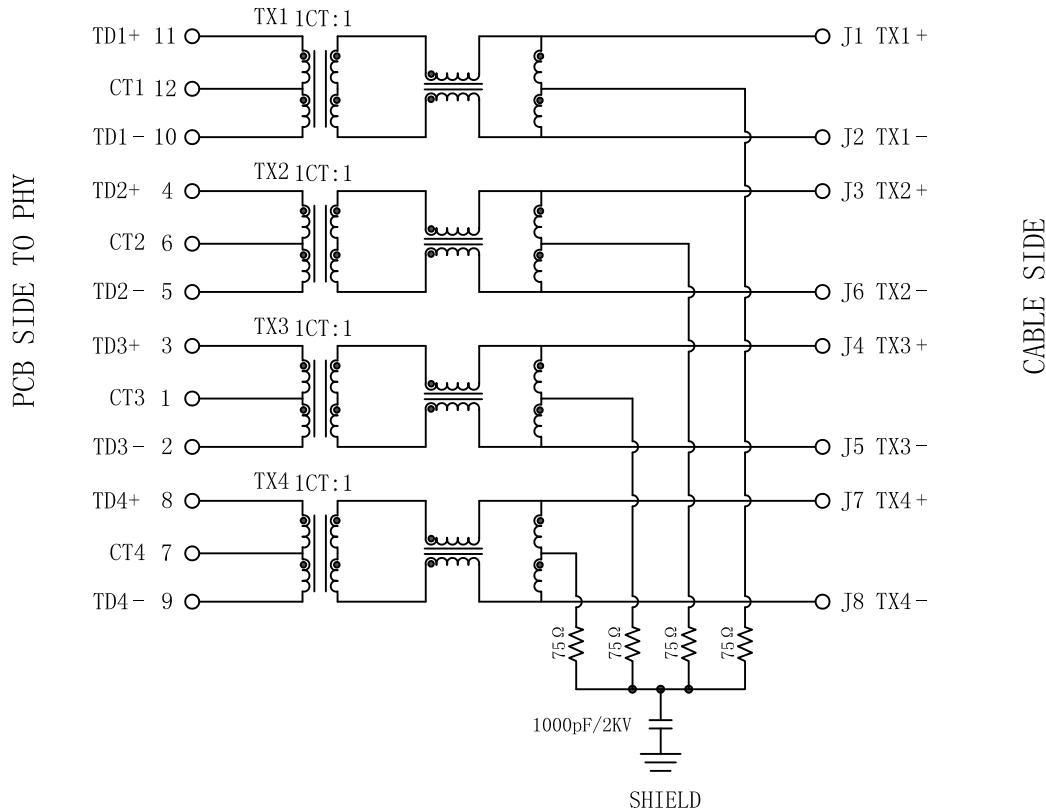 TX1 1CT:1
TD1+ 11
J1 TX1+
CT1 12
TD1- 10
J2 TX1-
TX2 1CT:1
TD2+ 4
J3 TX2+
CT2 6
TD2- 5
J6 TX2-
TX3 1CT:1
TD3+ 3
J4 TX3+
CT3 1
TD3- 2
J5 TX3-
TX4 1CT:1
TD4+ 8
J7 TX4+
CT4 7
TD4- 9
J8 TX4-
PCB SIDE TO PHY
CABLE SIDE
75Ω
75Ω
75Ω
75Ω
1000pF/2KV
SHIELD